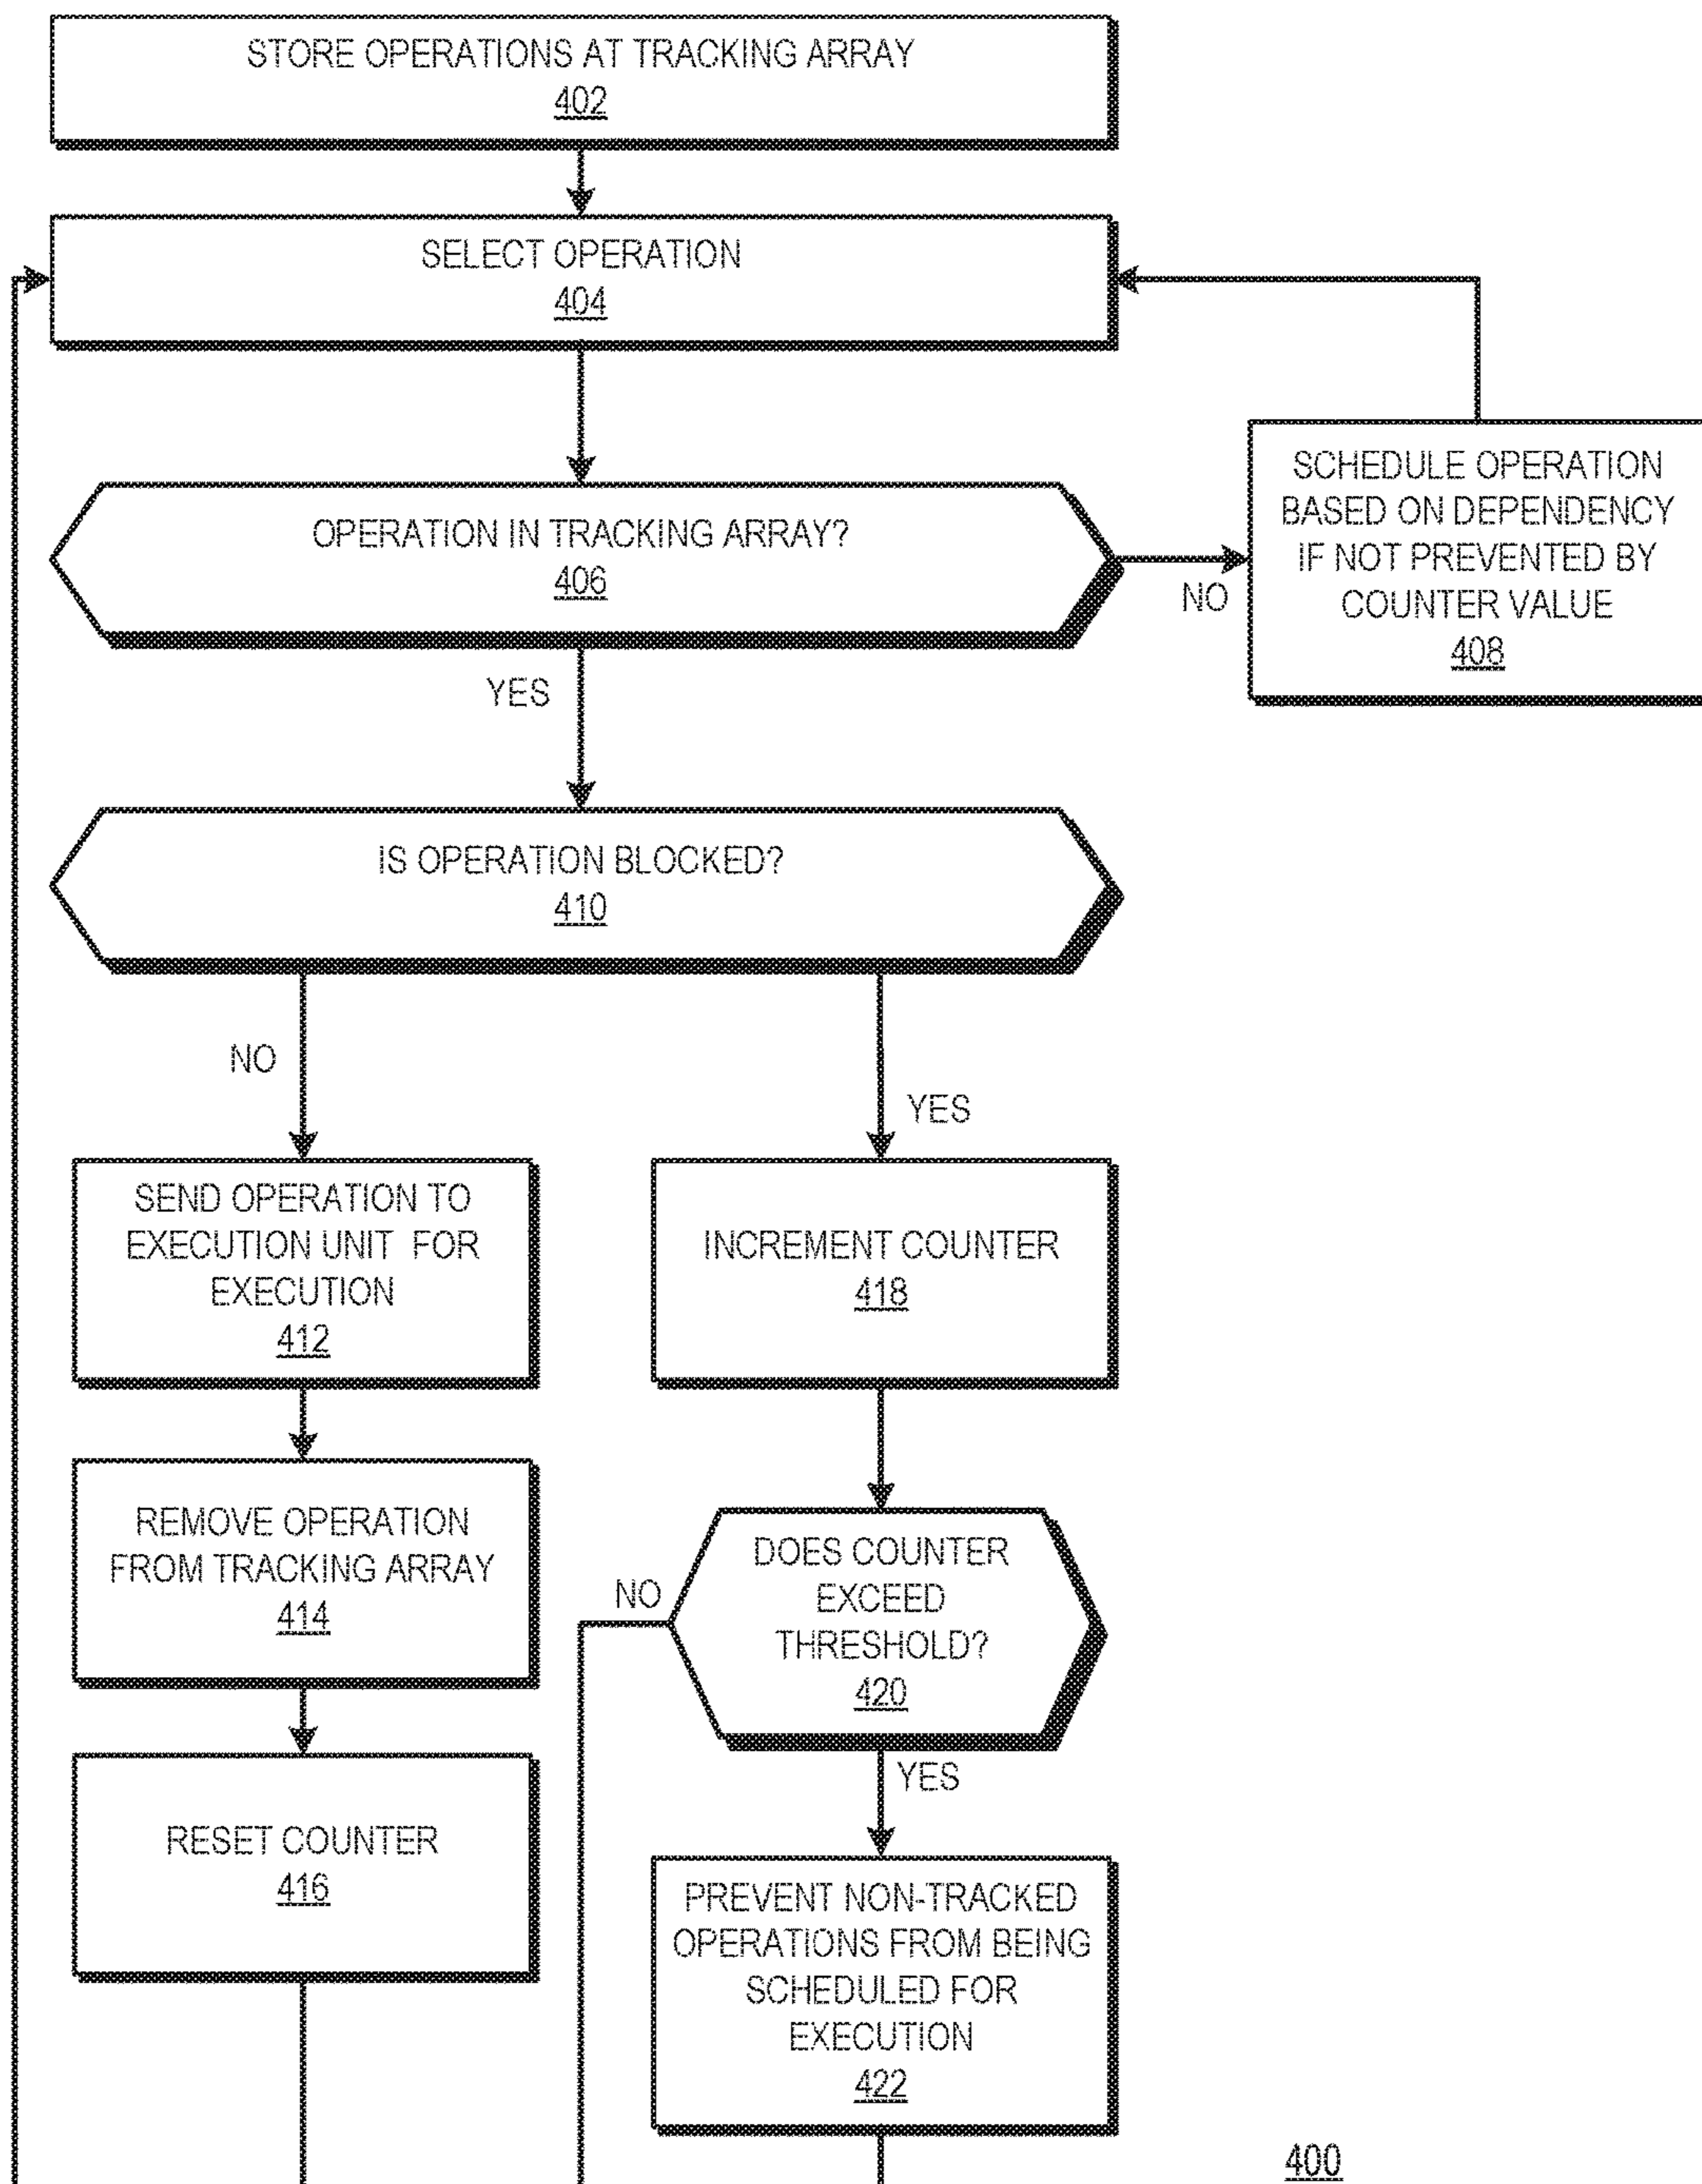 STORE OPERATIONS AT TRACKING ARRAY
402
SELECT OPERATION
404
OPERATION IN TRACKING ARRAY?
406
NO
SCHEDULE OPERATION
BASED ON DEPENDENCY
IF NOT PREVENTED BY
COUNTER VALUE
408
YES
IS OPERATION BLOCKED?
410
NO
YES
SEND OPERATION TO
EXECUTION UNIT FOR
EXECUTION
412
INCREMENT COUNTER
418
REMOVE OPERATION
FROM TRACKING ARRAY
414
DOES COUNTER
EXCEED
THRESHOLD?
420
NO
YES
RESET COUNTER
416
PREVENT NON-TRACKED
OPERATIONS FROM BEING
SCHEDULED FOR
EXECUTION
422
400